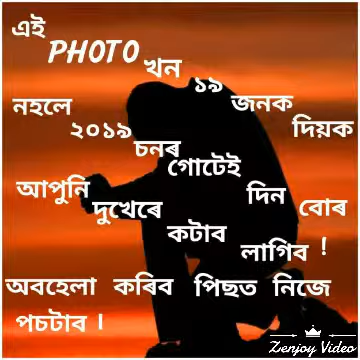 এই PHOTO খন ১৯ জনক দিয়ক
নহলে ২০১৯ চনৰ গোটেই দিন বোৰ
আপুনি দুখেৰে কটাব লাগিব !
অবহেলা কৰিব পিছত নিজে
পচটাব ।
Zenjoy Video